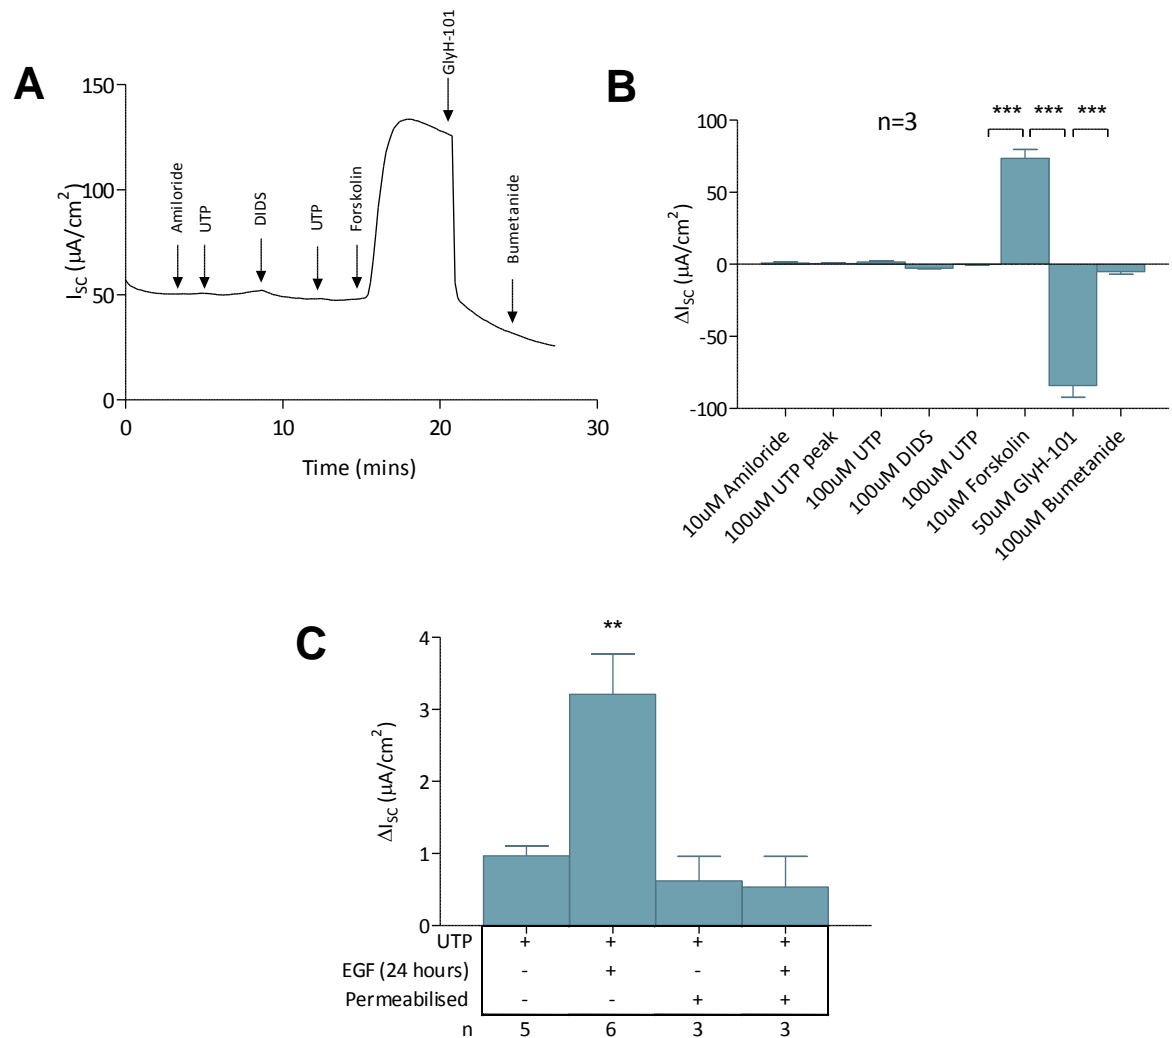 A
GlyH-101
150
100
50
0
I_SC (µA/cm²)
Amiloride
UTP
DIDS
UTP
Forskolin
Bumetanide
0 10 20 30
Time (mins)
B
n=3
*** *** ***
100
50
0
-50
-100
ΔI_SC (µA/cm²)
10uM Amiloride
100uM UTP peak
100uM UTP
100uM DIDS
100uM UTP
10uM Forskolin
50uM GlyH-101
100uM Bumetanide
C
**
4
3
2
1
0
ΔI_SC (µA/cm²)
UTP + + + +
EGF (24 hours) - + - +
Permeabilised - - + +
n 5 6 3 3